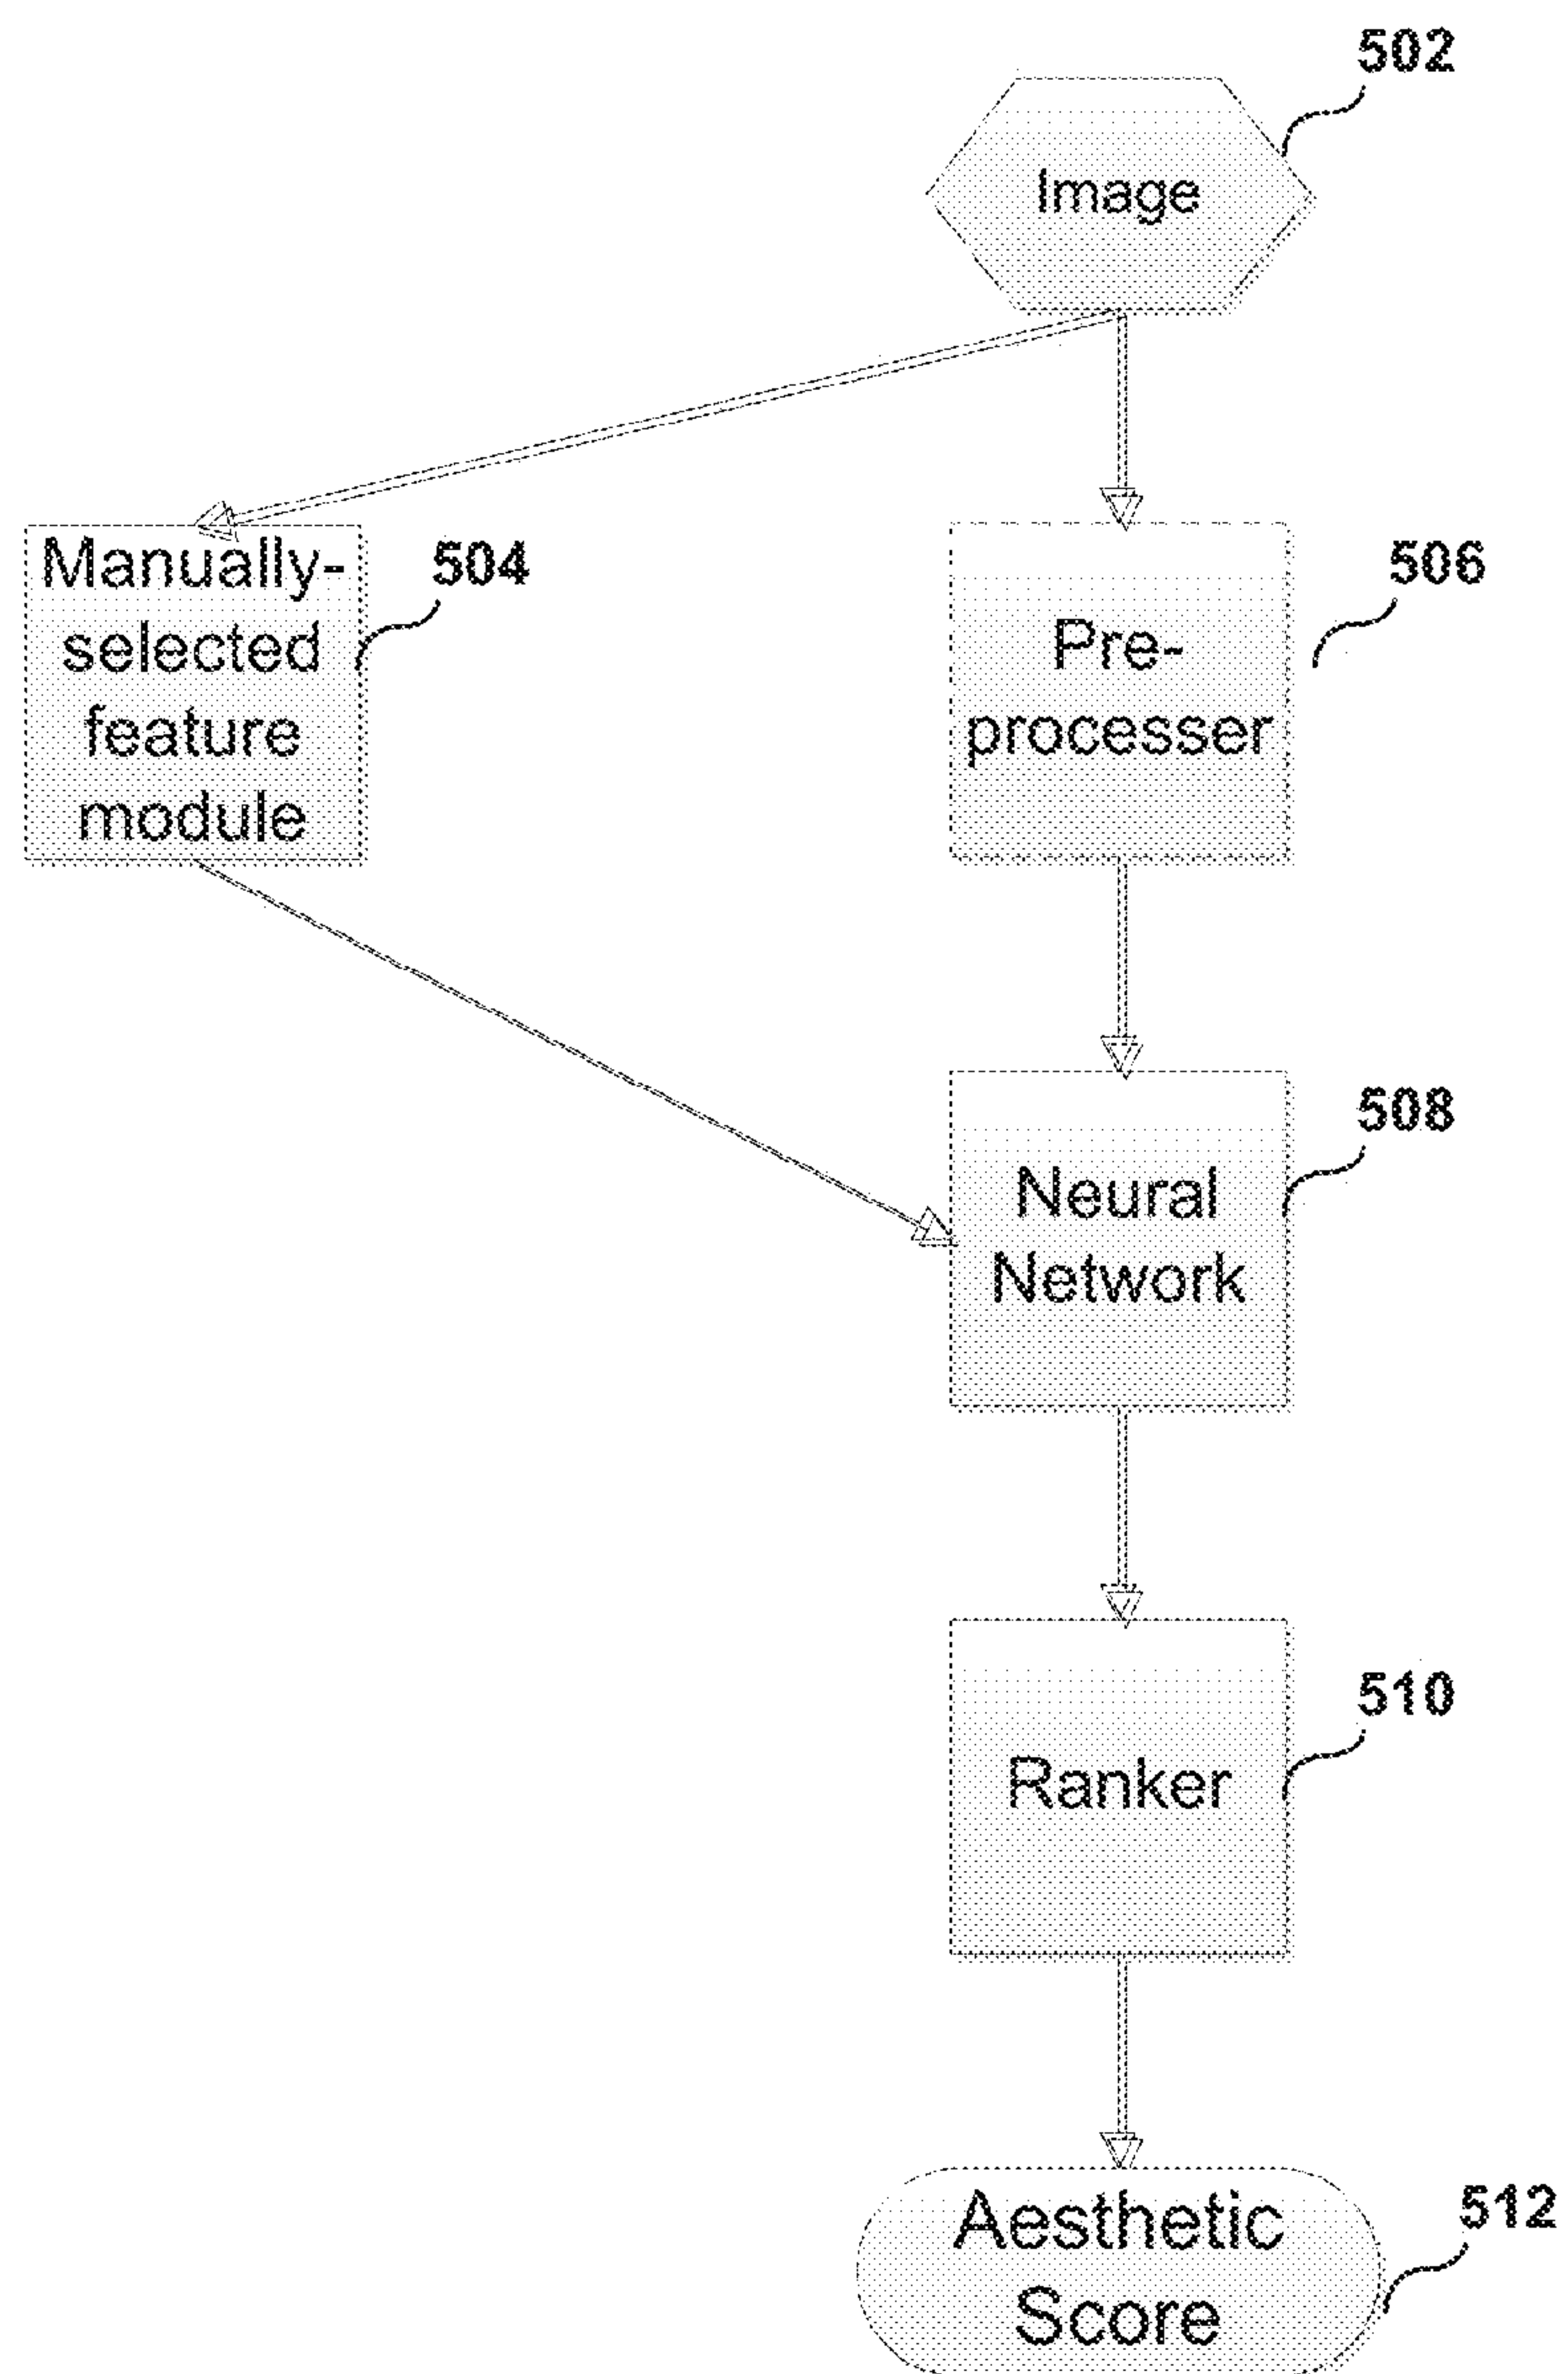 502
Image
Manually-
selected
feature
module
504
Pre-
processer
506
508
Neural
Network
510
Ranker
Aesthetic
Score
512